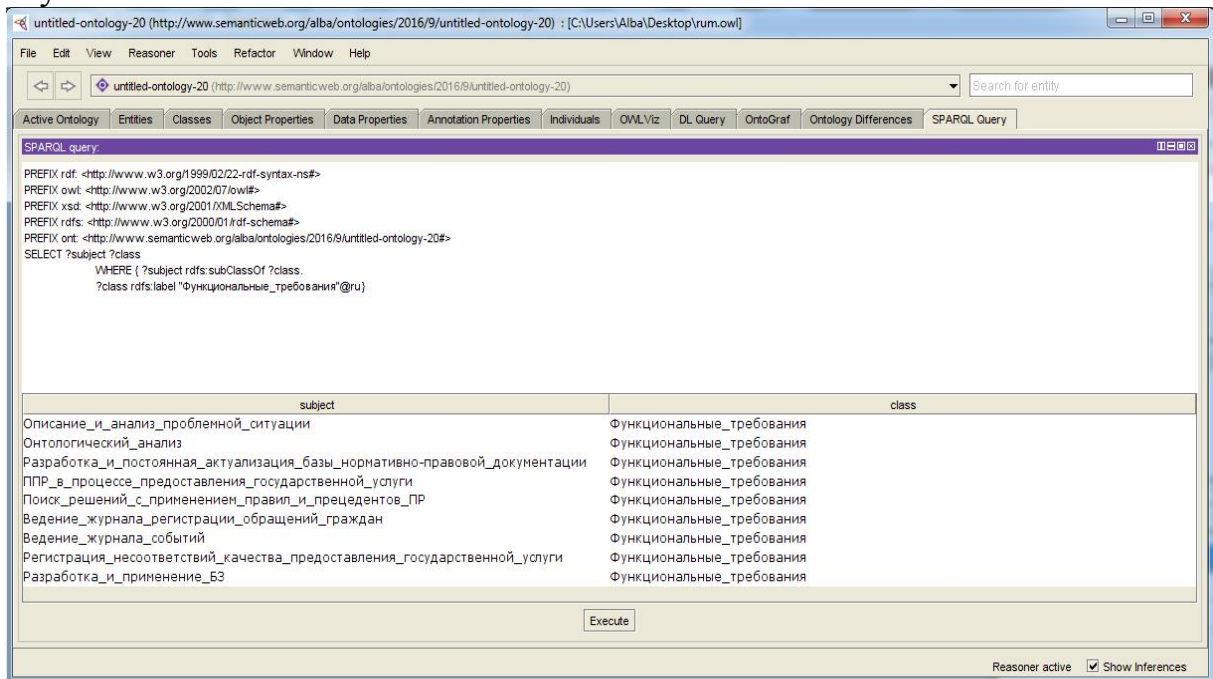 untitled-ontology-20 (http://www.semanticweb.org/alba/ontologies/2016/9/untitled-ontology-20) : [C:\Users\Alba\Desktop\rum.owl]
File Edit View Reasoner Tools Refactor Window Help
untitled-ontology-20 (http://www.semanticweb.org/alba/ontologies/2016/9/untitled-ontology-20) Search for entity
Active Ontology Entities Classes Object Properties Data Properties Annotation Properties Individuals OWLViz DL Query OntoGraf Ontology Differences SPARQL Query
SPARQL query:
PREFIX rdf: <http://www.w3.org/1999/02/22-rdf-syntax-ns#>
PREFIX owl: <http://www.w3.org/2002/07/owl#>
PREFIX xsd: <http://www.w3.org/2001/XMLSchema#>
PREFIX rdfs: <http://www.w3.org/2000/01/rdf-schema#>
PREFIX ont: <http://www.semanticweb.org/alba/ontologies/2016/9/untitled-ontology-20#>
SELECT ?subject ?class
WHERE { ?subject rdfs:subClassOf ?class.
?class rdfs:label "Функциональные_требования"@ru}
subject class
Описание_и_анализ_проблемной_ситуации Функциональные_требования
Онтологический_анализ Функциональные_требования
Разработка_и_постоянная_актуализация_базы_нормативно-правовой_документации Функциональные_требования
ППР_в_процессе_предоставления_государственной_услуги Функциональные_требования
Поиск_решений_с_применением_правил_и_прецедентов_ПР Функциональные_требования
Ведение_журнала_регистрации_обращений_граждан Функциональные_требования
Ведение_журнала_событий Функциональные_требования
Регистрация_несоответствий_качества_предоставления_государственной_услуги Функциональные_требования
Разработка_и_применение_БЗ Функциональные_требования
Execute
Reasoner active Show Inferences